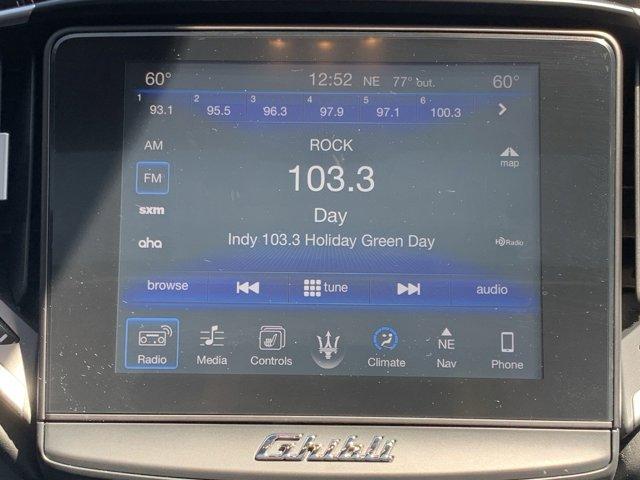 60° 12:52 NE 77° out. 60°
1 93.1 2 95.5 3 96.3 4 97.9 5 97.1 6 100.3
AM ROCK
map
FM 103.3
sxm Day
aha Indy 103.3 Holiday Green Day HD Radio
browse tune audio
Radio Media Controls Climate NE Nav Phone
Ghibli